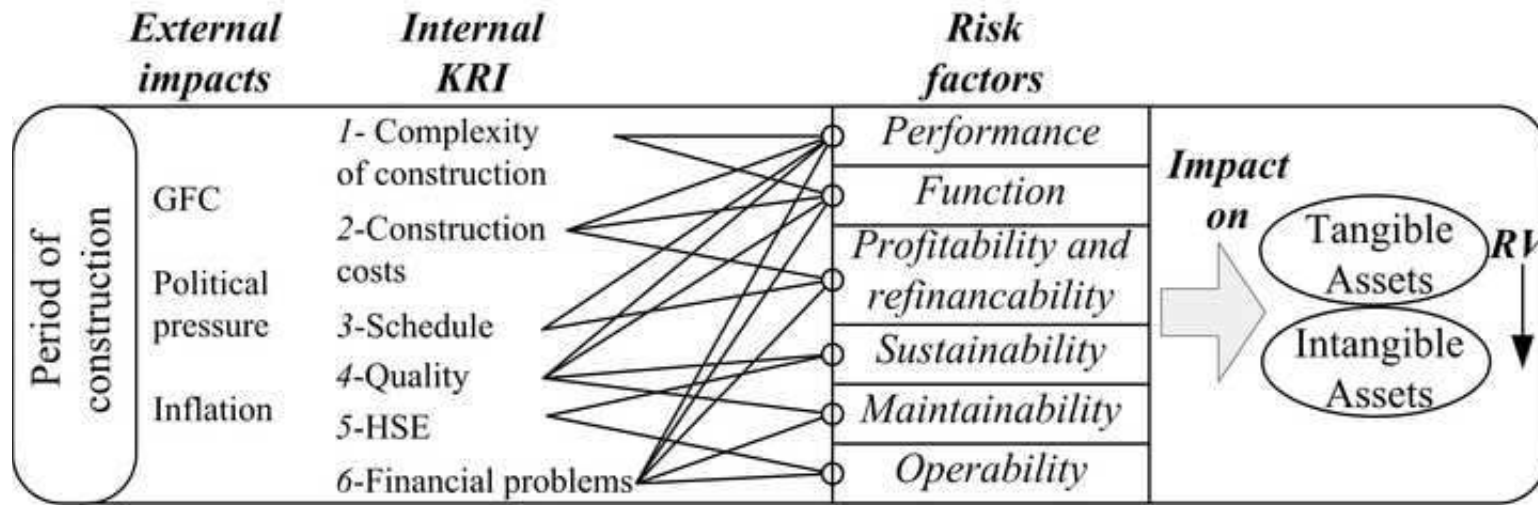 External
impacts
Internal
KRI
Risk
factors
Period of
construction
GFC
Political
pressure
Inflation
1- Complexity
of construction
2-Construction
costs
3-Schedule
4-Quality
5-HSE
6-Financial problems
Performance
Function
Profitability and
refinancability
Sustainability
Maintainability
Operability
Impact
on
Tangible
Assets
Intangible
Assets
RV